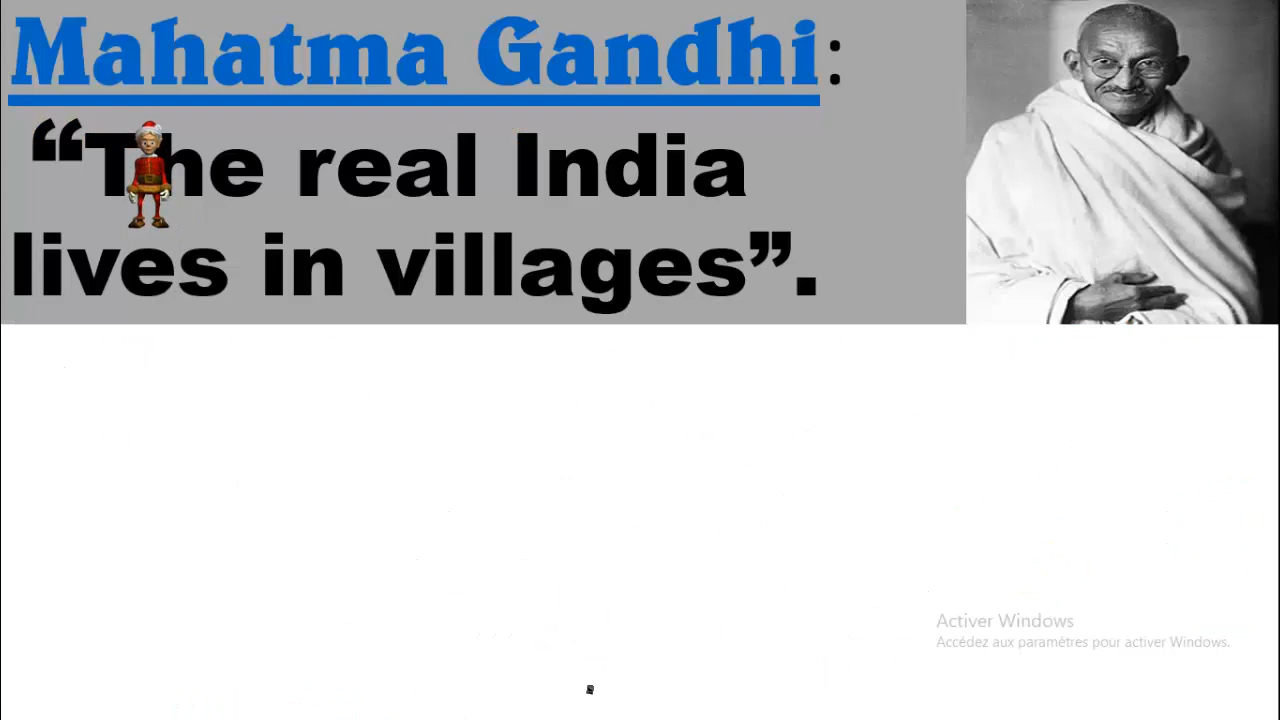 Mahatma Gandhi:
“The real India
lives in villages”.
Activer Windows
Accédez aux paramètres pour activer Windows.